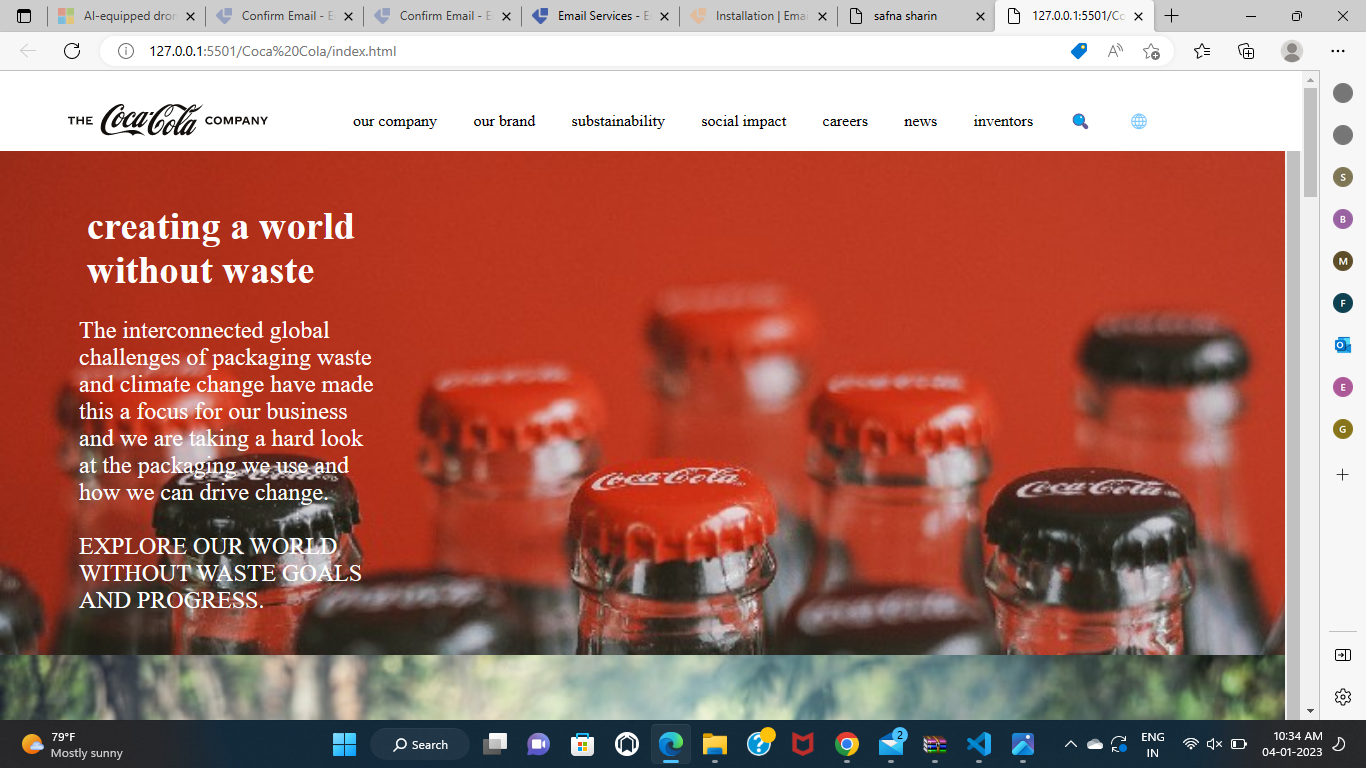 AI-equipped dron
Confirm Email - E
Confirm Email - E
Email Services - E
Installation | Emai
safna sharin
127.0.0.1:5501/Co
127.0.0.1:5501/Coca%20Cola/index.html
THE Coca-Cola COMPANY
our company
our brand
substainability
social impact
careers
news
inventors
creating a world
without waste
The interconnected global
challenges of packaging waste
and climate change have made
this a focus for our business
and we are taking a hard look
at the packaging we use and
how we can drive change.
EXPLORE OUR WORLD
WITHOUT WASTE GOALS
AND PROGRESS.
Coca-Cola
Coca-Cola
S
B
M
F
E
G
79°F
Mostly sunny
Search
2
ENG
IN
10:34 AM
04-01-2023